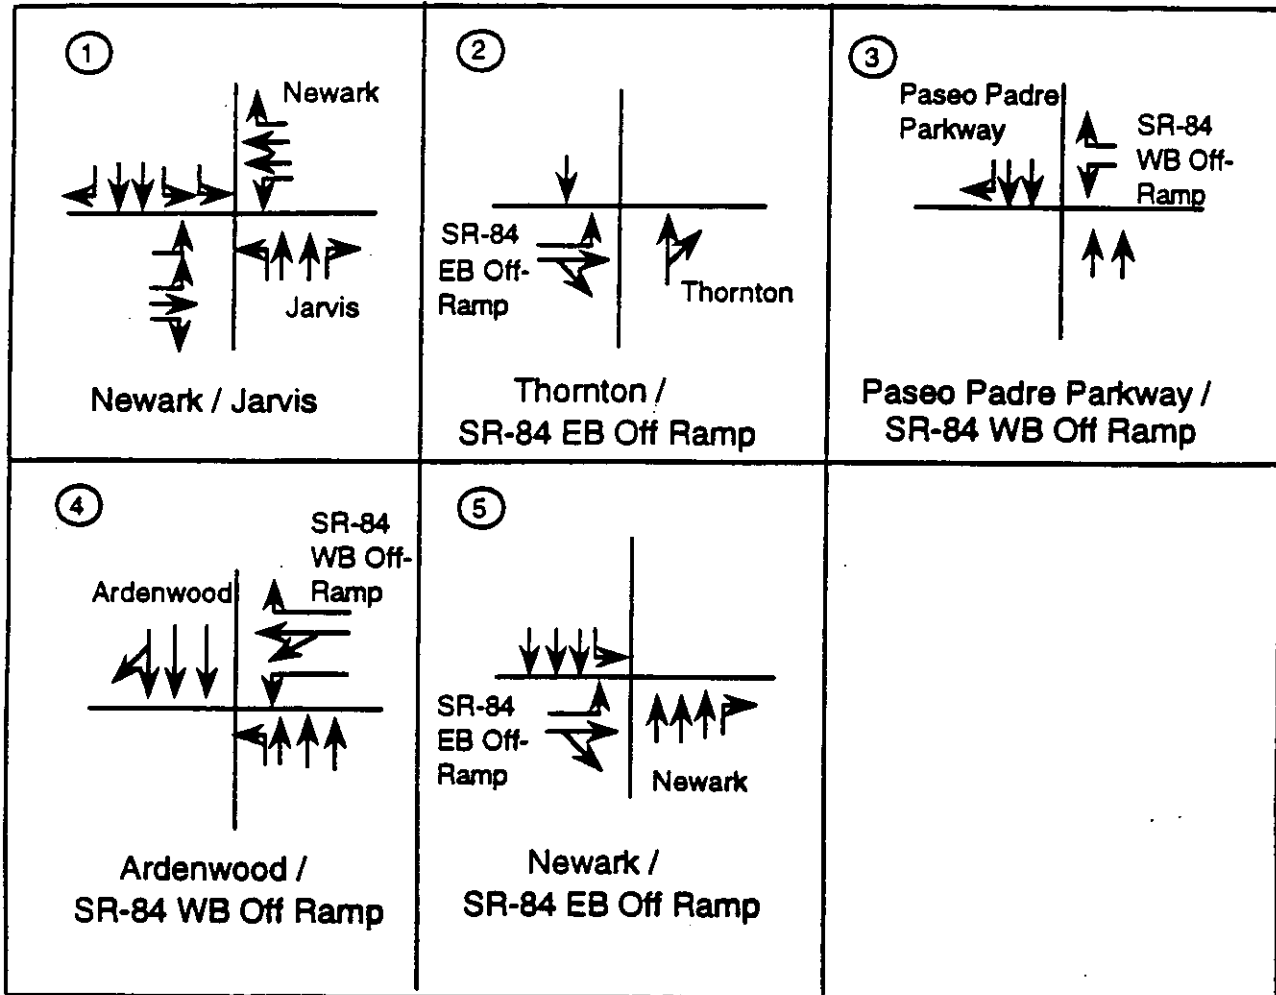 1
Newark
Jarvis
Newark / Jarvis
2
SR-84
EB Off-
Ramp
Thornton
Thornton /
SR-84 EB Off Ramp
3
Paseo Padre
Parkway
SR-84
WB Off-
Ramp
Paseo Padre Parkway /
SR-84 WB Off Ramp
4
SR-84
WB Off-
Ramp
Ardenwood
Ardenwood /
SR-84 WB Off Ramp
5
SR-84
EB Off-
Ramp
Newark
Newark /
SR-84 EB Off Ramp